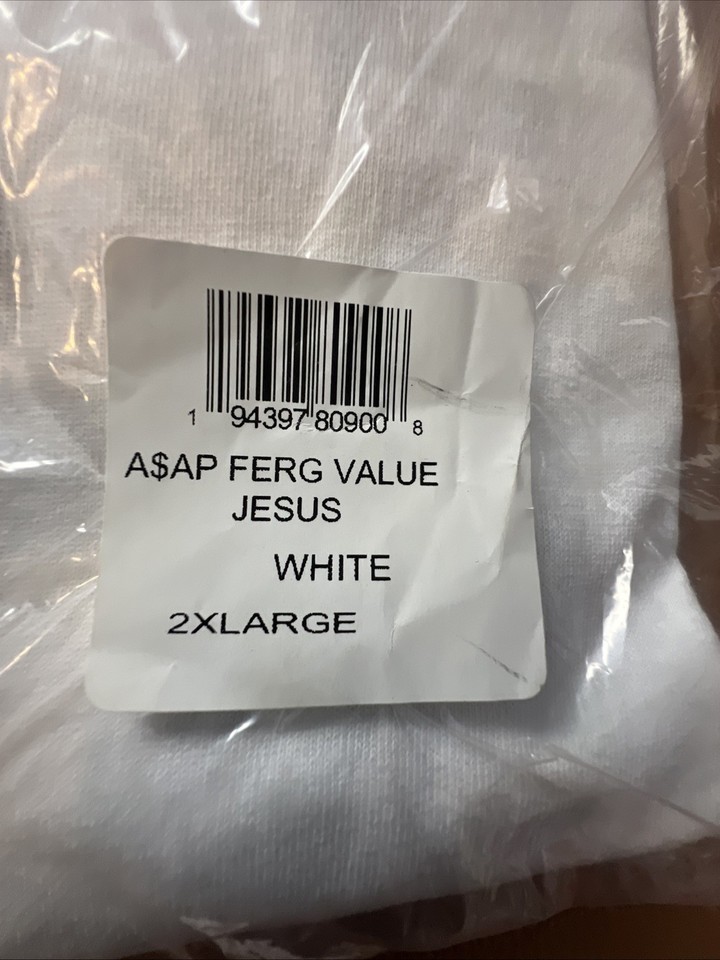 1 94397 80900 8
A$AP FERG VALUE
JESUS
WHITE
2XLARGE